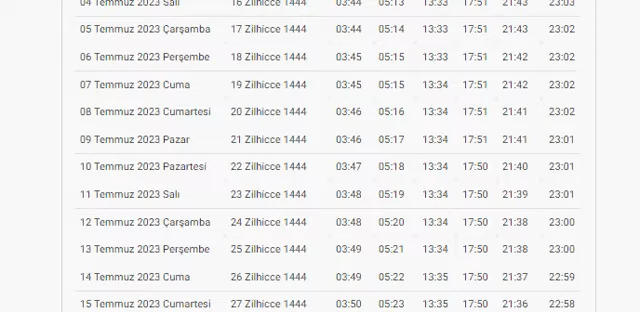 04 Temmuz 2023 Salı 16 Zilhicce 1444 03:44 05:13 13:33 17:51 21:43 23:03
05 Temmuz 2023 Çarşamba 17 Zilhicce 1444 03:44 05:14 13:33 17:51 21:43 23:02
06 Temmuz 2023 Perşembe 18 Zilhicce 1444 03:45 05:15 13:33 17:51 21:42 23:02
07 Temmuz 2023 Cuma 19 Zilhicce 1444 03:45 05:15 13:34 17:51 21:42 23:02
08 Temmuz 2023 Cumartesi 20 Zilhicce 1444 03:46 05:16 13:34 17:51 21:41 23:02
09 Temmuz 2023 Pazar 21 Zilhicce 1444 03:46 05:17 13:34 17:51 21:41 23:01
10 Temmuz 2023 Pazartesi 22 Zilhicce 1444 03:47 05:18 13:34 17:50 21:40 23:01
11 Temmuz 2023 Salı 23 Zilhicce 1444 03:48 05:19 13:34 17:50 21:39 23:01
12 Temmuz 2023 Çarşamba 24 Zilhicce 1444 03:48 05:20 13:34 17:50 21:38 23:00
13 Temmuz 2023 Perşembe 25 Zilhicce 1444 03:49 05:21 13:34 17:50 21:38 23:00
14 Temmuz 2023 Cuma 26 Zilhicce 1444 03:49 05:22 13:35 17:50 21:37 22:59
15 Temmuz 2023 Cumartesi 27 Zilhicce 1444 03:50 05:23 13:35 17:50 21:36 22:58